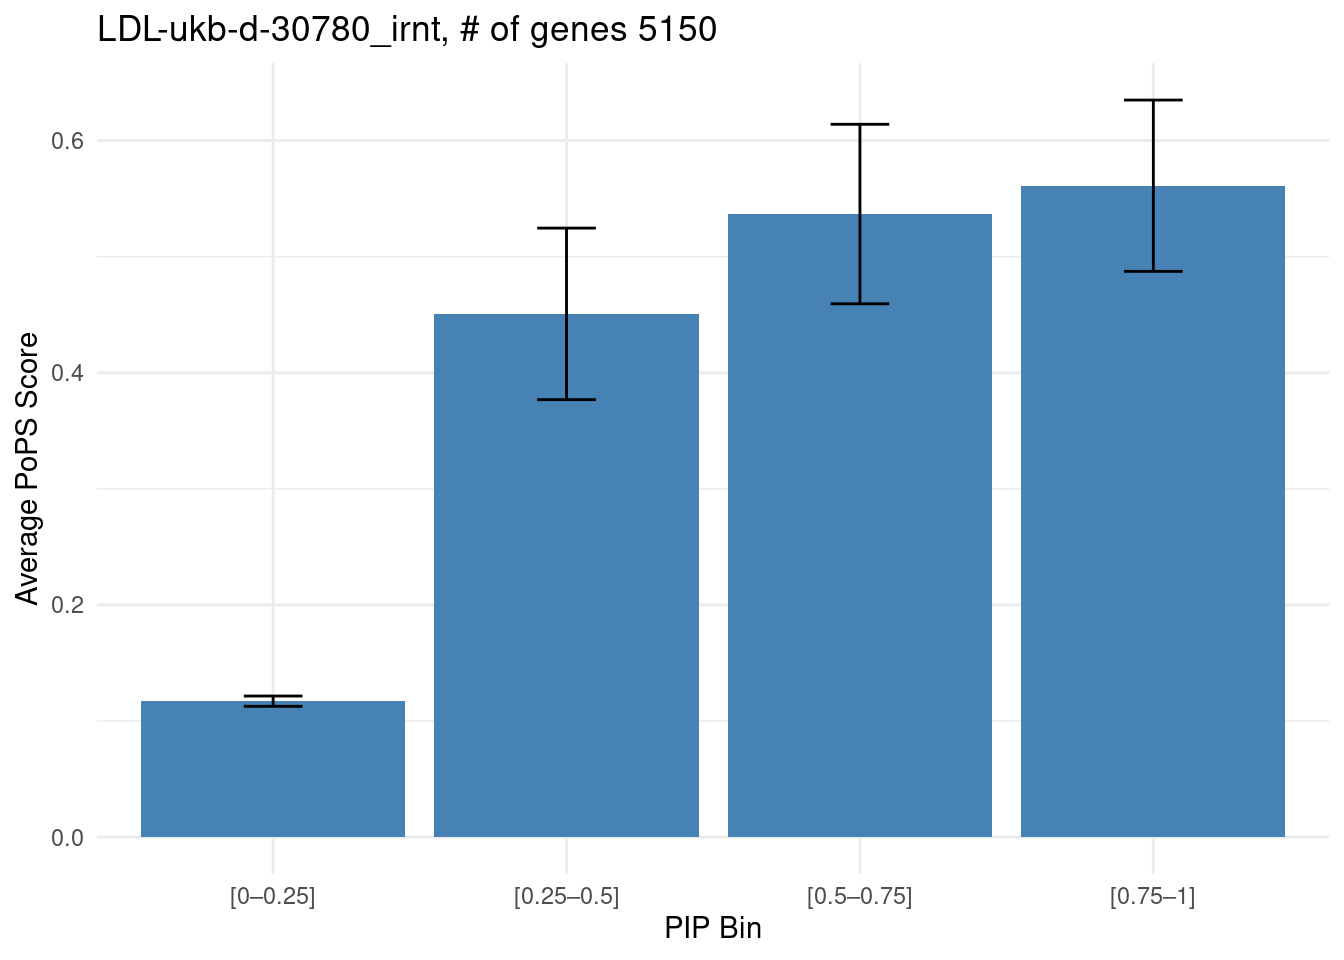 LDL-ukb-d-30780_irnt, # of genes 5150
Average PoPS Score
0.6
0.4
0.2
0.0
[0–0.25]
[0.25–0.5]
[0.5–0.75]
[0.75–1]
PIP Bin